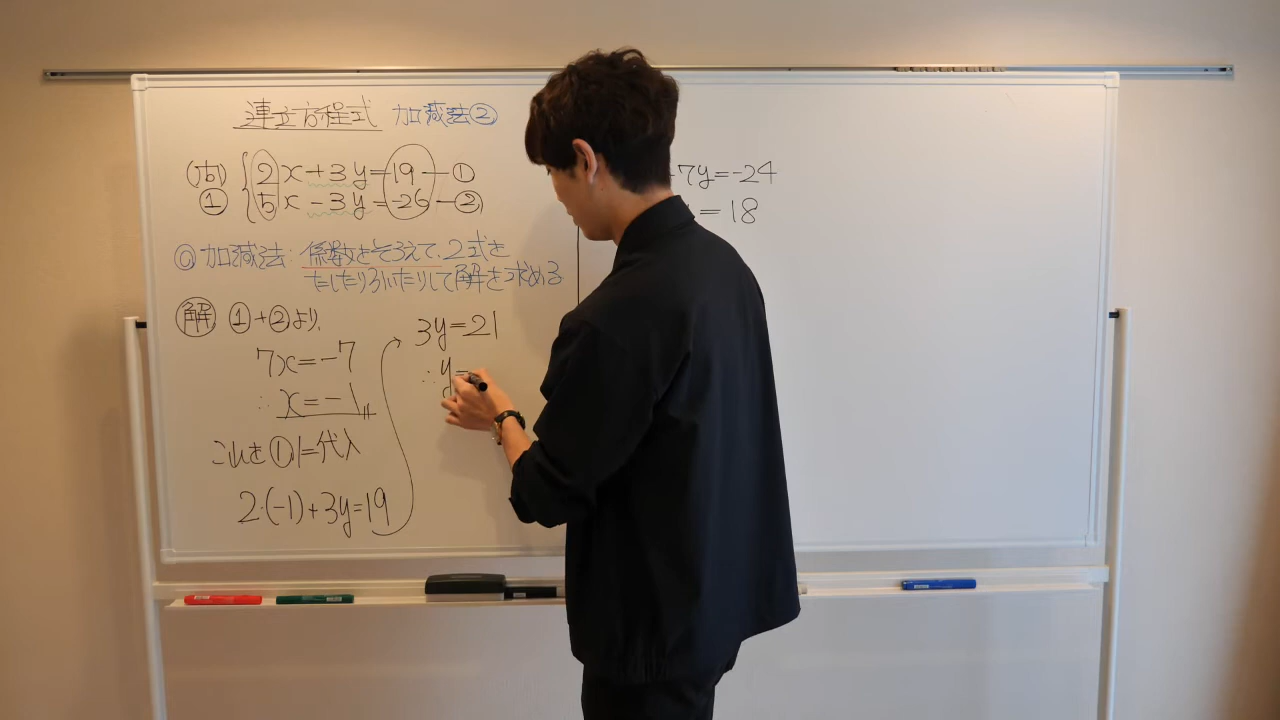 連立方程式 加減法②
(例) 2x+3y=19 ー①
① 5x-3y=-26 ー②
◎加減法:係数をそろえて、2式を
たしたりひいたりして解を求める
解 ①+②より、
7x=-7
∴ x=-1
これを①に代入
2・(-1)+3y=19
3y=21
∴ y=
7y=-24
=18